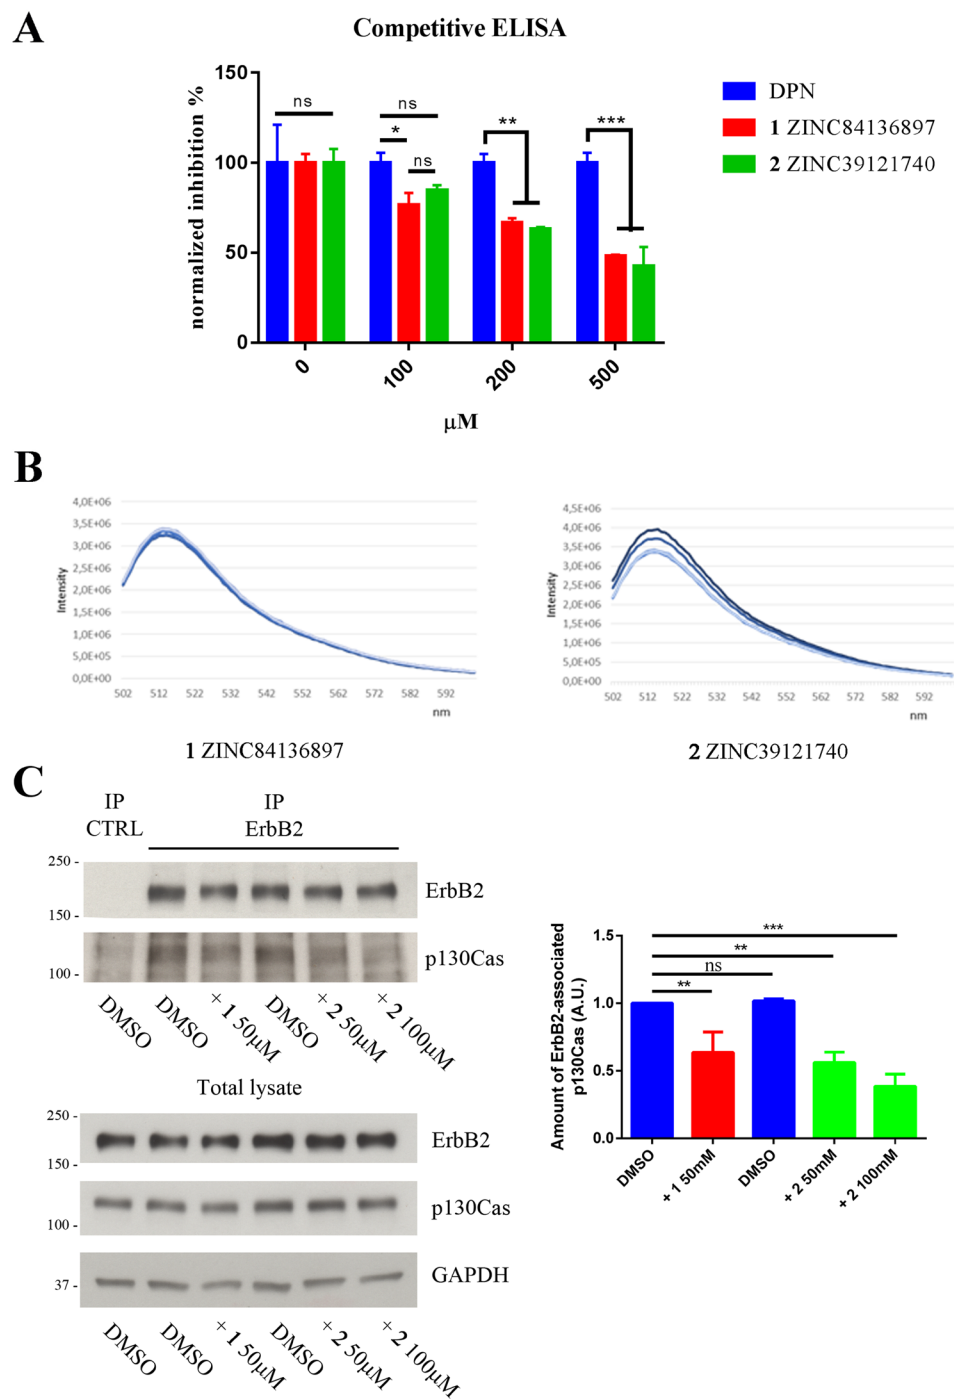 A
Competitive ELISA
normalized inhibition %
150
100
50
0
ns
ns
*
ns
**
***
0
100
200
500
µM
DPN
1 ZINC84136897
2 ZINC39121740
B
4,0E+06
3,5E+06
3,0E+06
2,5E+06
2,0E+06
1,5E+06
1,0E+06
5,0E+05
0,0E+00
Intensity
502 512 522 532 542 552 562 572 582 592
nm
1 ZINC84136897
4,5E+06
4,0E+06
3,5E+06
3,0E+06
2,5E+06
2,0E+06
1,5E+06
1,0E+06
5,0E+05
0,0E+00
Intensity
502 512 522 532 542 552 562 572 582 592
nm
2 ZINC39121740
C
IP
CTRL
IP
ErbB2
250 -
150 -
ErbB2
100 -
p130Cas
DMSO
DMSO
+ 1 50µM
DMSO
+ 2 50µM
+ 2 100µM
Total lysate
250 -
150 -
ErbB2
100 -
p130Cas
37 -
GAPDH
DMSO
DMSO
+ 1 50µM
DMSO
+ 2 50µM
+ 2 100µM
Amount of ErbB2-associated
p130Cas (A.U.)
1.5
1.0
0.5
0.0
***
**
ns
**
DMSO
+ 1 50mM
DMSO
+ 2 50mM
+ 2 100mM